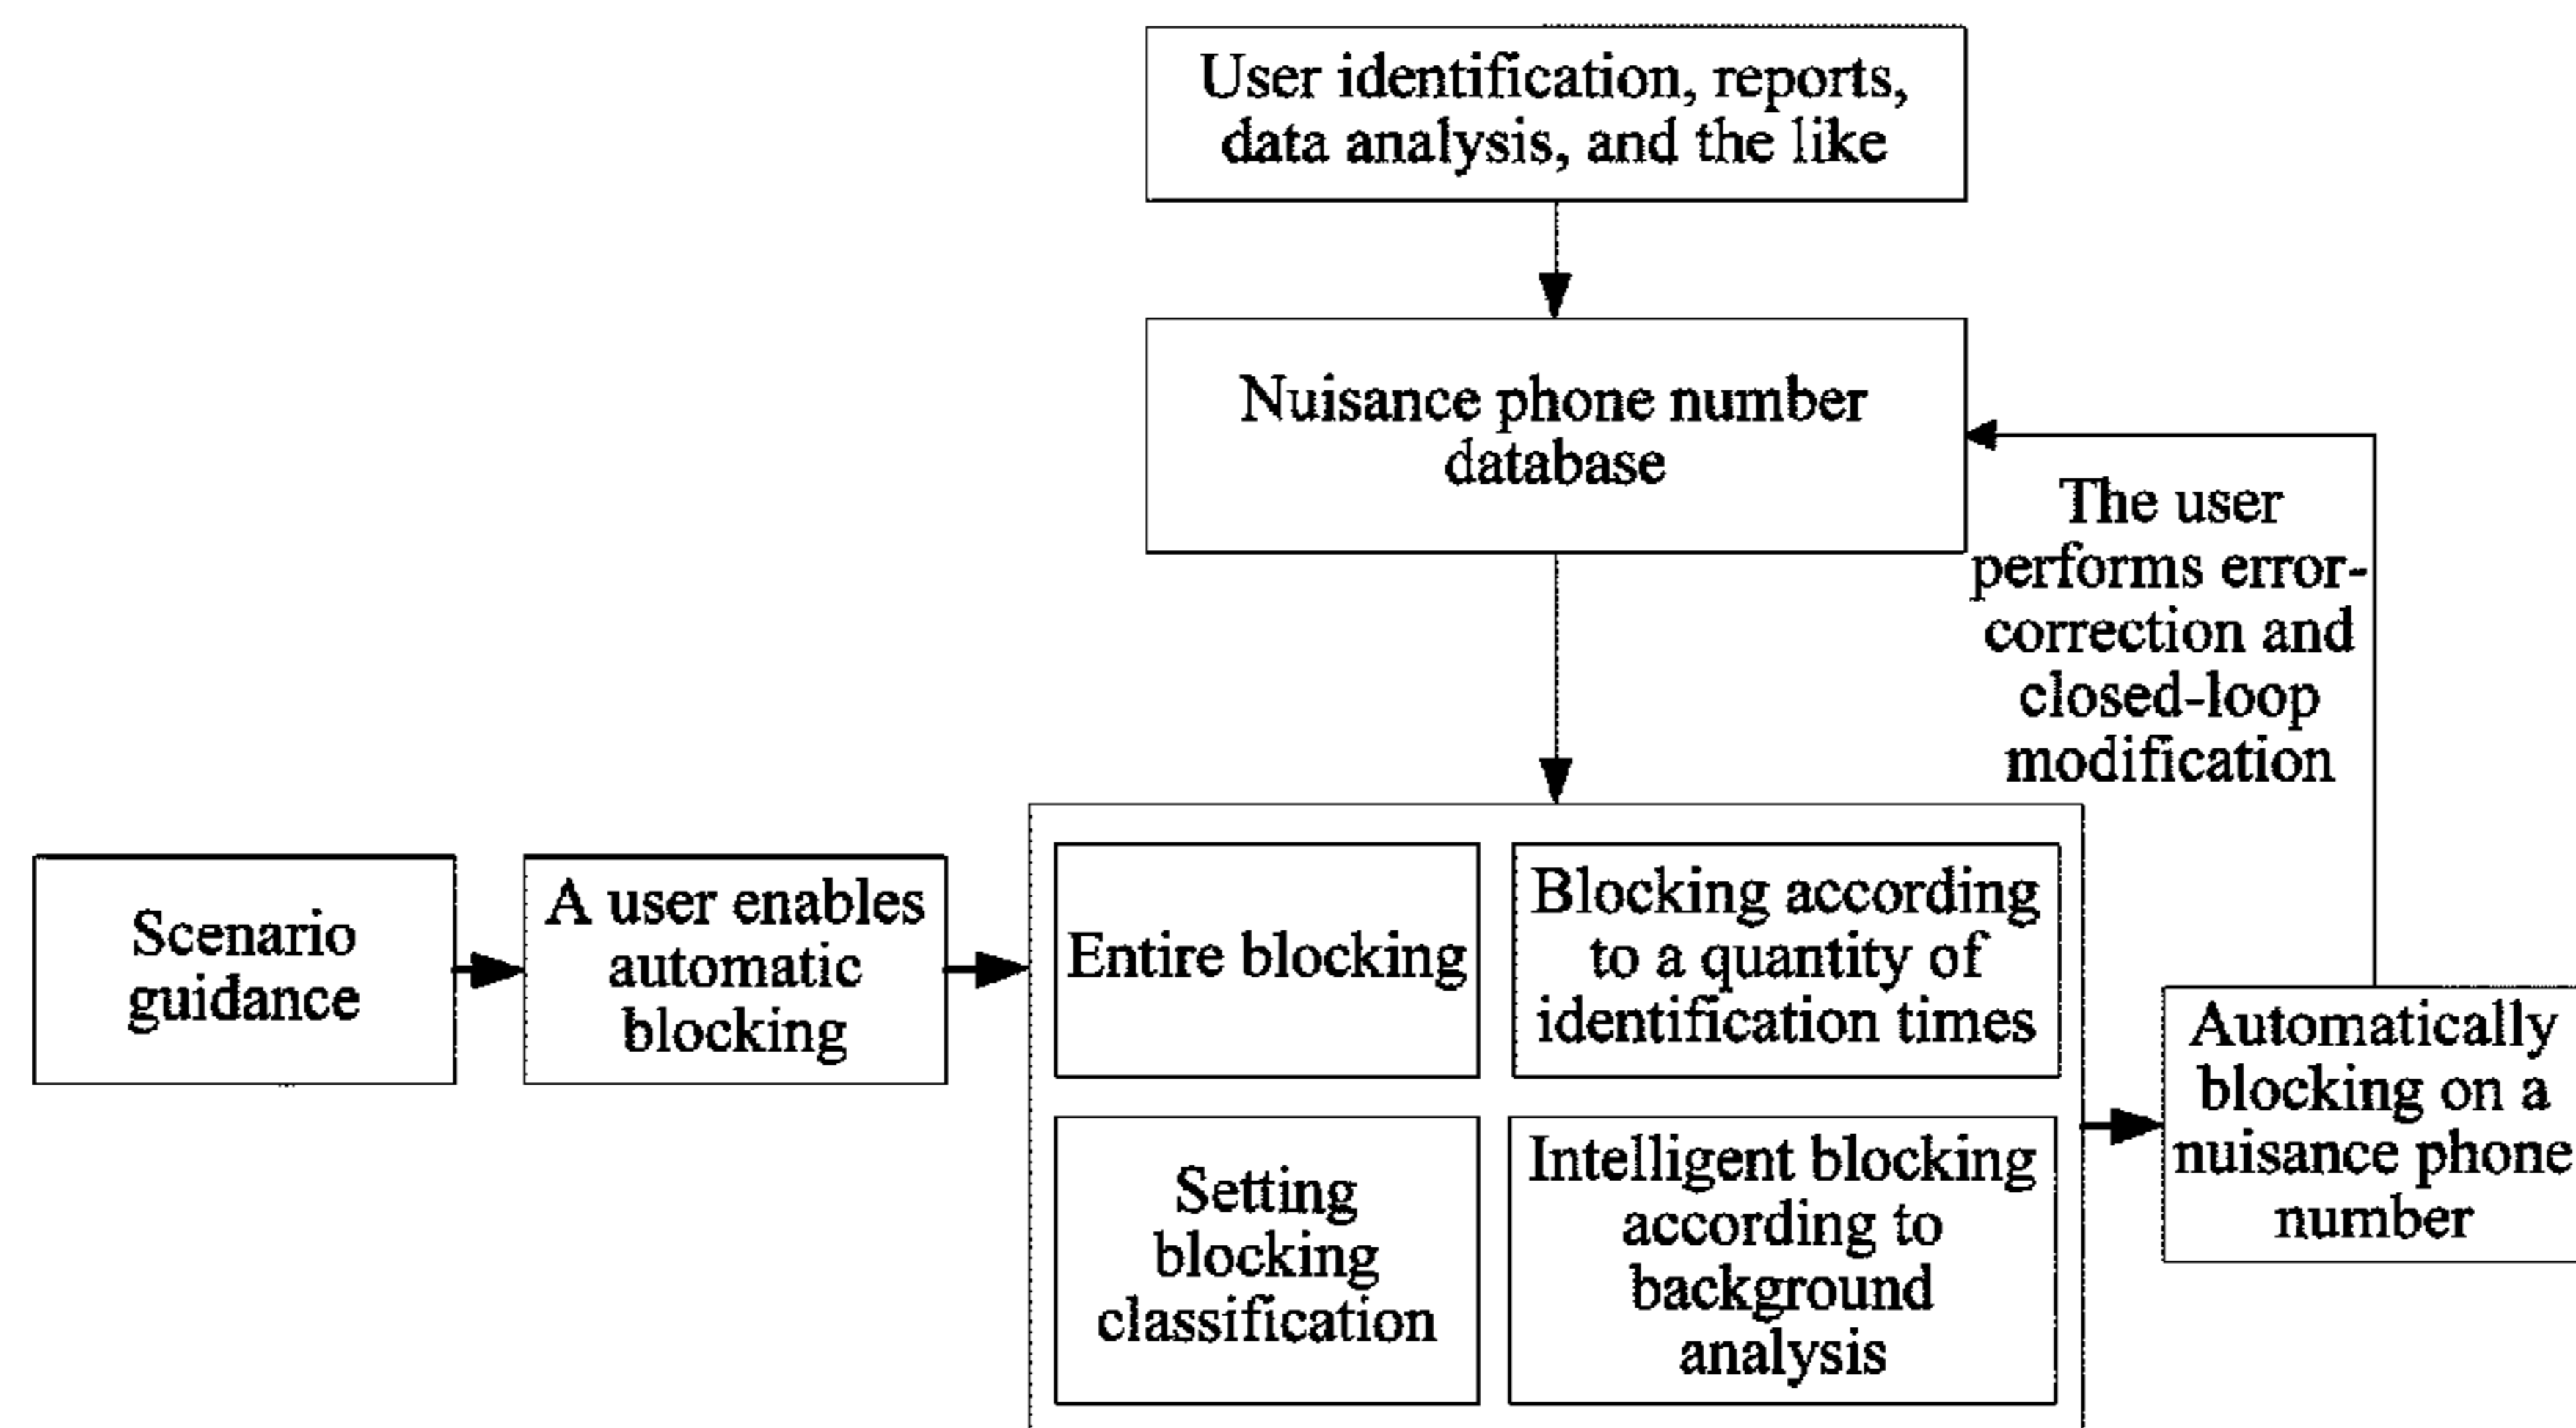 User identification, reports,
data analysis, and the like
Nuisance phone number
database
The user
performs error-
correction and
closed-loop
modification
Scenario
guidance
A user enables
automatic
blocking
Entire blocking
Blocking according
to a quantity of
identification times
Setting
blocking
classification
Intelligent blocking
according to
background
analysis
Automatically
blocking on a
nuisance phone
number